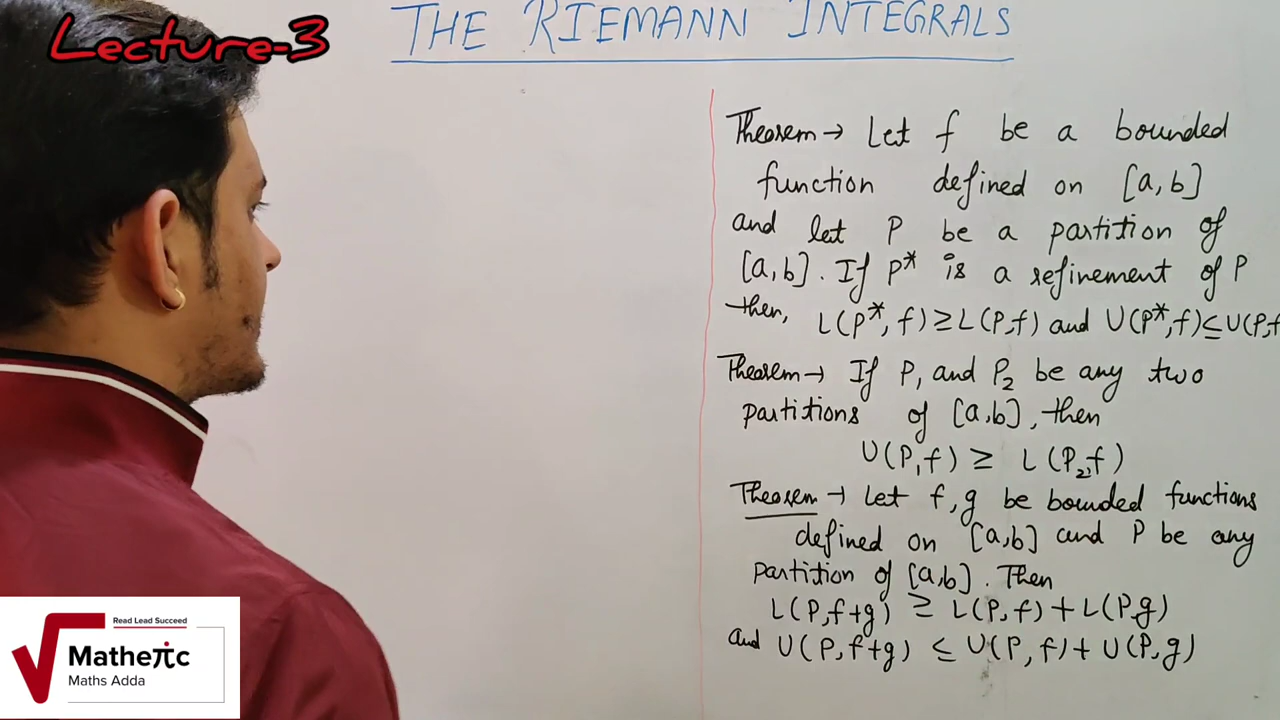 Lecture-3
THE RIEMANN INTEGRALS
Theorem → Let f be a bounded
function defined on [a,b]
and let P be a partition of
[a,b]. If P* is a refinement of P
then, L(P*, f) ≥ L(P,f) and U(P*,f) ≤ U(P,f
Theorem → If P₁ and P₂ be any two
partitions of [a,b], then
U(P₁,f) ≥ L(P₂,f)
Theorem → Let f,g be bounded functions
defined on [a,b] and P be any
partition of [a,b]. Then
L(P,f+g) ≥ L(P,f) + L(P,g)
and U(P,f+g) ≤ U(P,f) + U(P,g)
Read Lead Succeed
Matheπc
Maths Adda